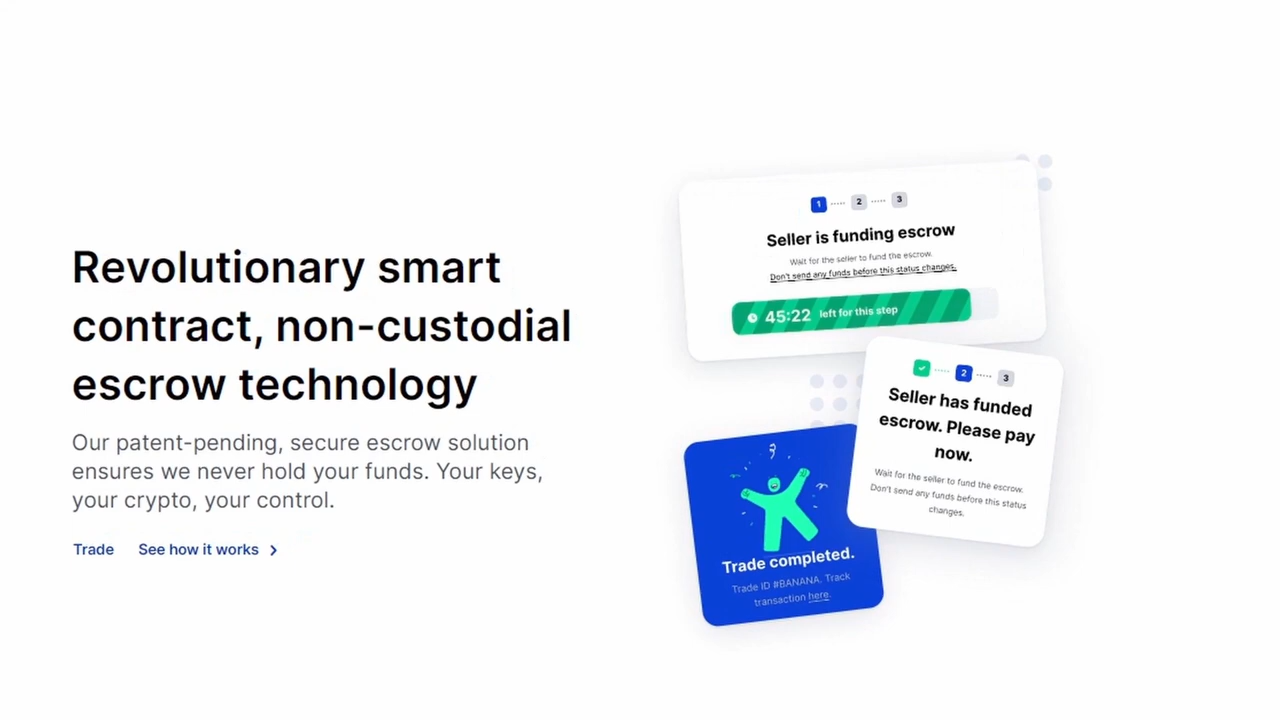 Revolutionary smart
contract, non-custodial
escrow technology
Our patent-pending, secure escrow solution
ensures we never hold your funds. Your keys,
your crypto, your control.
Trade
See how it works
1
2
3
Seller is funding escrow
Wait for the seller to fund the escrow.
Don't send any funds before this status changes.
45:22 left for this step
2
3
Seller has funded
escrow. Please pay
now.
Wait for the seller to fund the escrow.
Don't send any funds before this status
changes.
Trade completed.
Trade ID #BANANA. Track
transaction here.